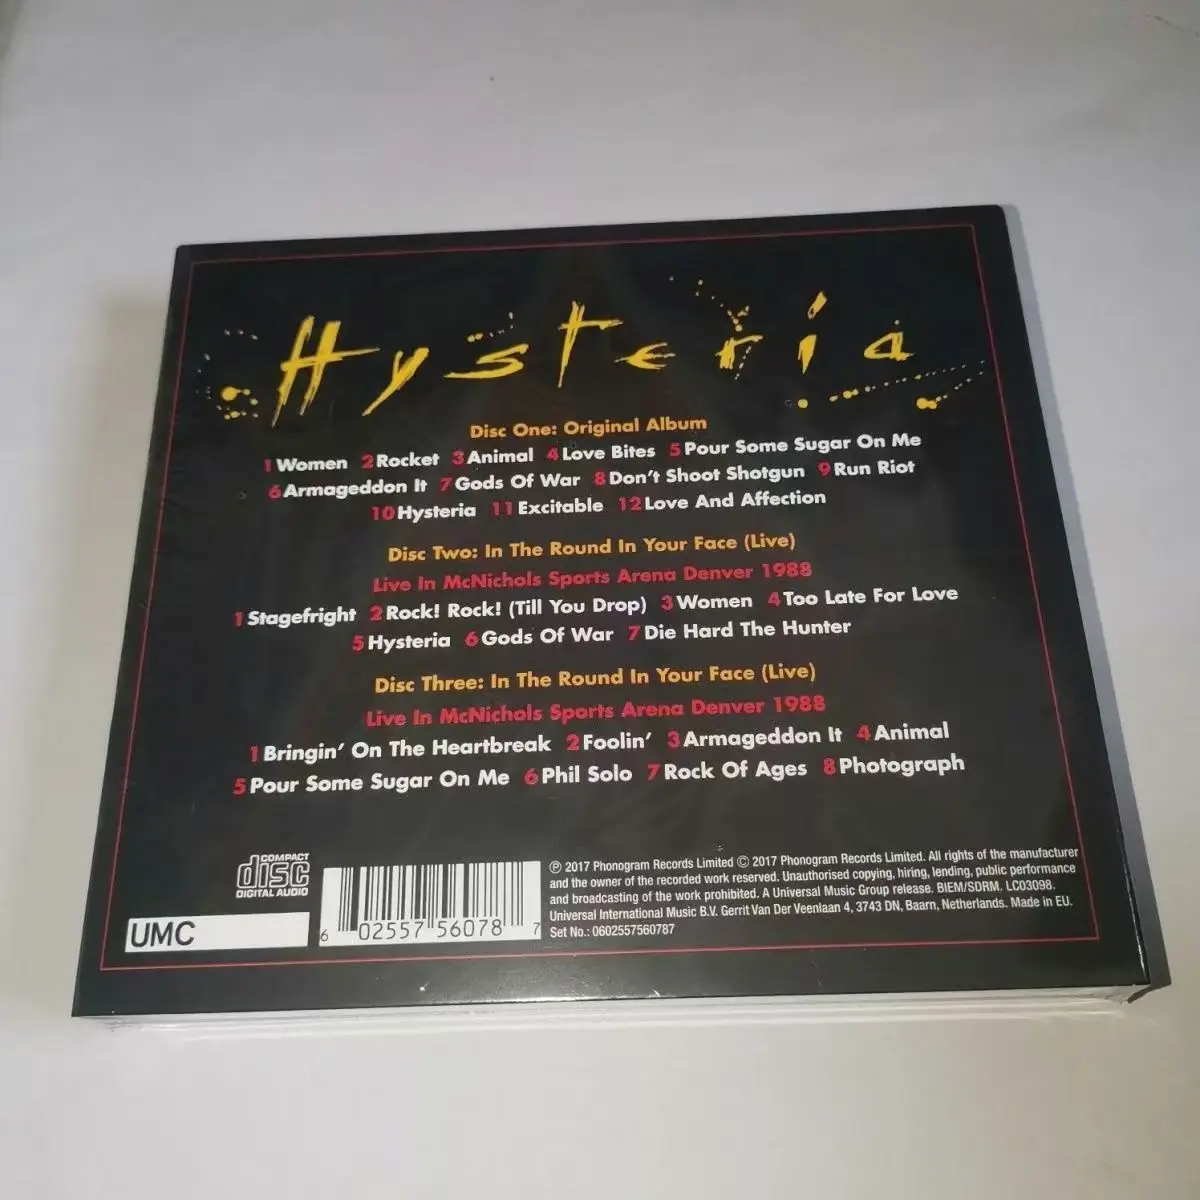 Hysteria
Disc One: Original Album
1 Women 2 Rocket 3 Animal 4 Love Bites 5 Pour Some Sugar On Me
6 Armageddon It 7 Gods Of War 8 Don't Shoot Shotgun 9 Run Riot
10 Hysteria 11 Excitable 12 Love And Affection
Disc Two: In The Round In Your Face (Live)
Live In McNichols Sports Arena Denver 1988
1 Stagefright 2 Rock! Rock! (Till You Drop) 3 Women 4 Too Late For Love
5 Hysteria 6 Gods Of War 7 Die Hard The Hunter
Disc Three: In The Round In Your Face (Live)
Live In McNichols Sports Arena Denver 1988
1 Bringin' On The Heartbreak 2 Foolin' 3 Armageddon It 4 Animal
5 Pour Some Sugar On Me 6 Phil Solo 7 Rock Of Ages 8 Photograph
COMPACT
disc
DIGITAL AUDIO
UMC
6 02557 56078 7
℗ 2017 Phonogram Records Limited © 2017 Phonogram Records Limited. All rights of the manufacturer
and the owner of the recorded work reserved. Unauthorised copying, hiring, lending, public performance
and broadcasting of the work prohibited. A Universal Music Group release. BIEM/SDRM. LC03098.
Universal International Music B.V. Gerrit Van Der Veenlaan 4, 3743 DN, Baarn, Netherlands. Made in EU.
Set No.: 0602557560787